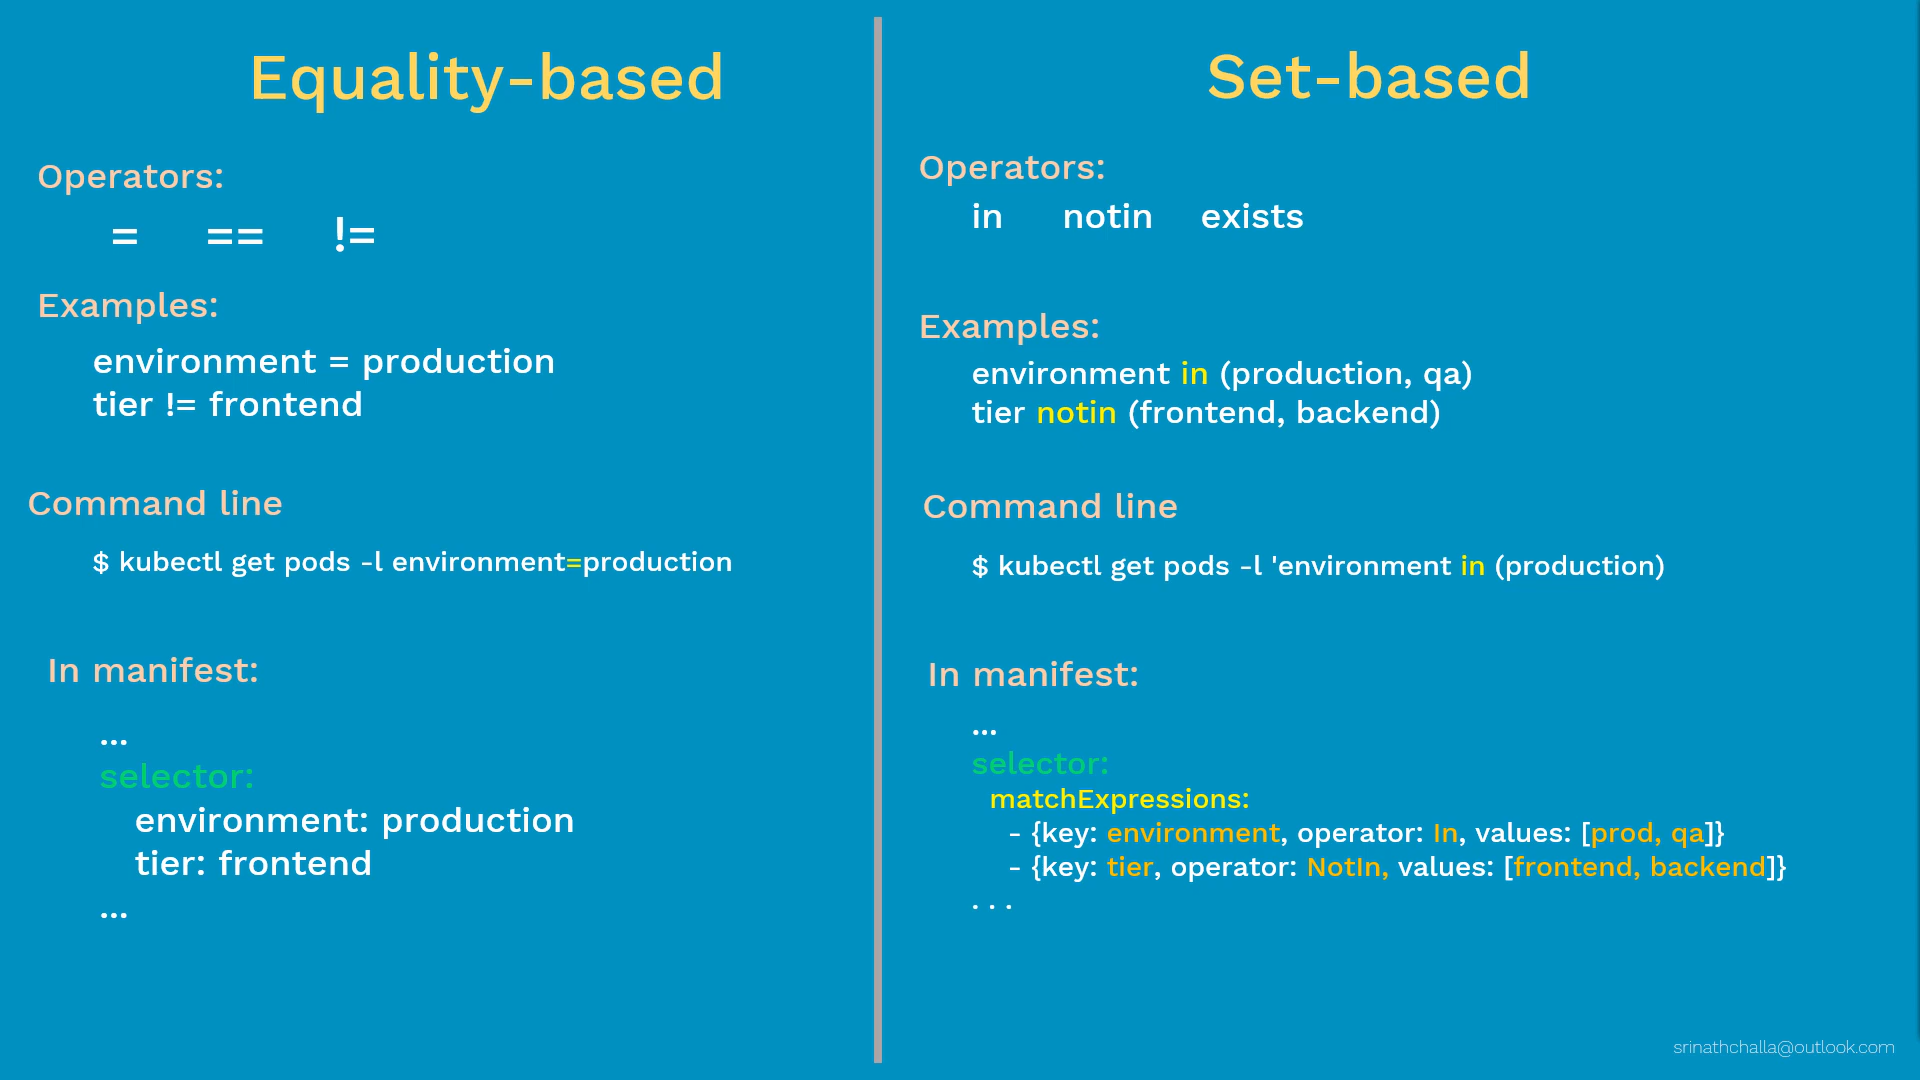 Equality-based
Operators:
= == !=
Examples:
environment = production
tier != frontend
Command line
$ kubectl get pods -l environment=production
In manifest:
...
selector:
environment: production
tier: frontend
...
Set-based
Operators:
in notin exists
Examples:
environment in (production, qa)
tier notin (frontend, backend)
Command line
$ kubectl get pods -l 'environment in (production)
In manifest:
...
selector:
matchExpressions:
- {key: environment, operator: In, values: [prod, qa]}
- {key: tier, operator: NotIn, values: [frontend, backend]}
. . .
srinathchalla@outlook.com